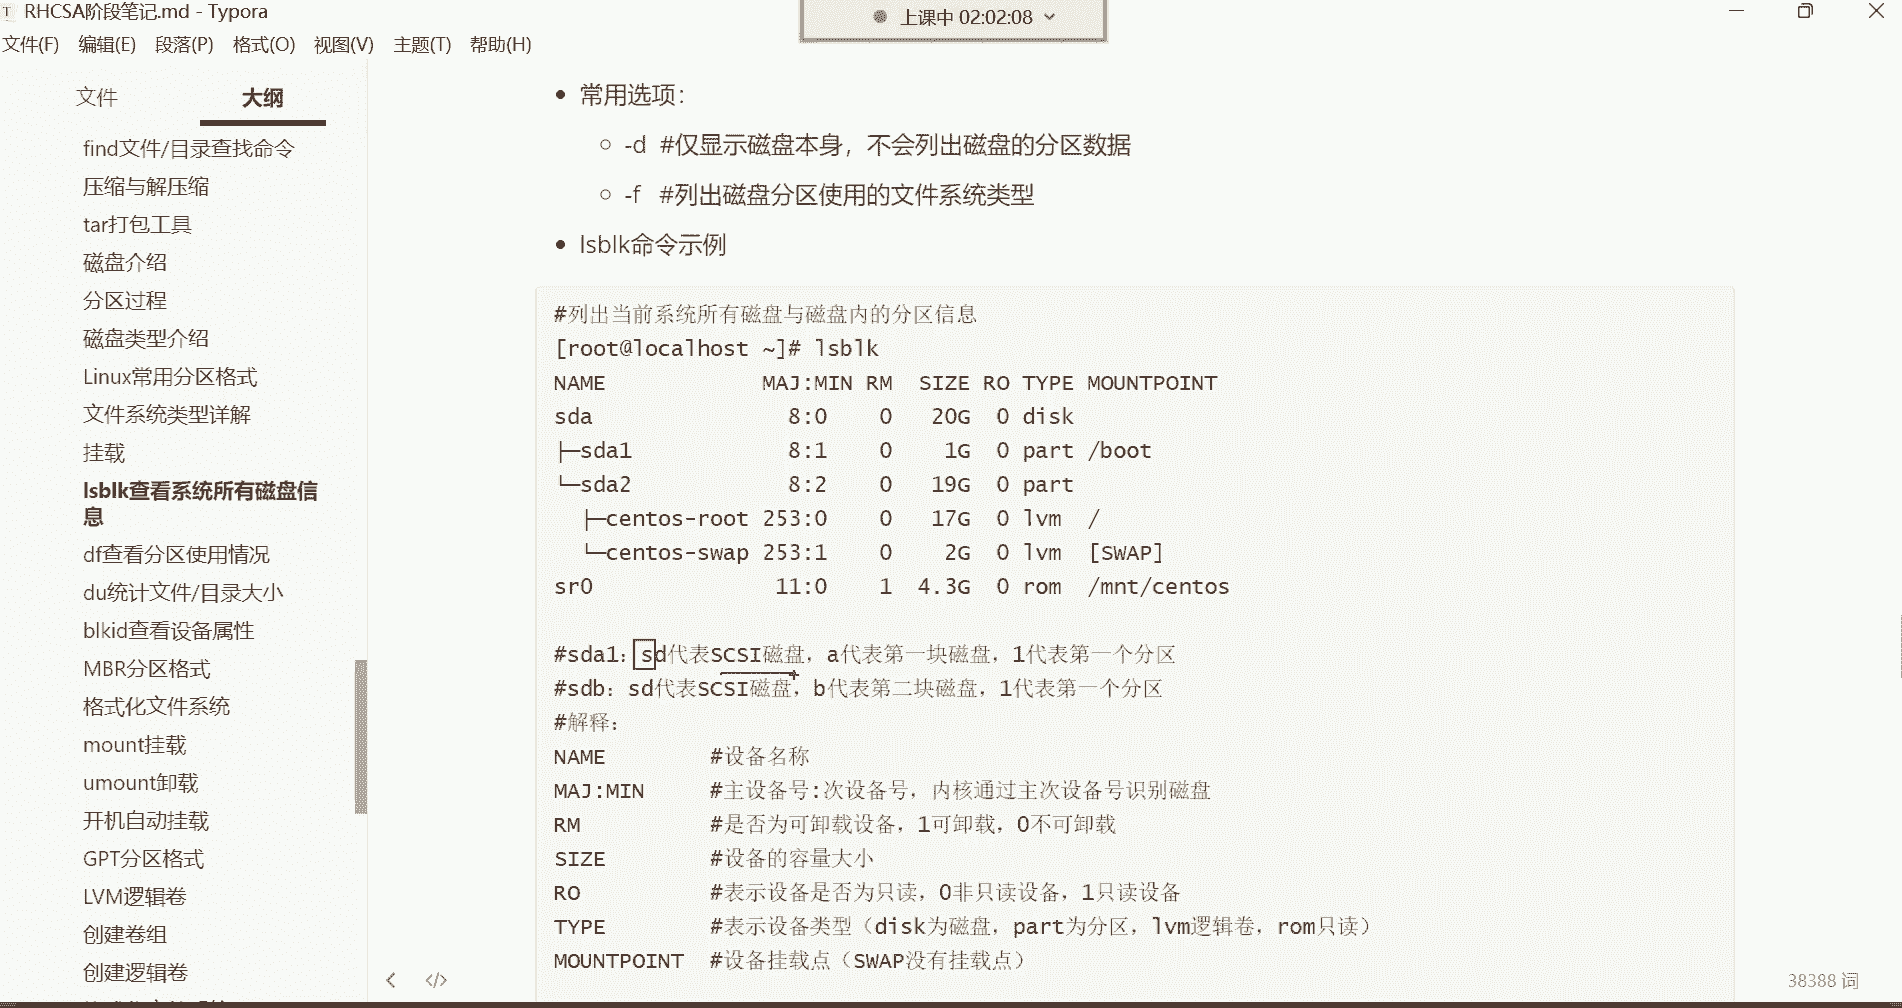 RHCSA阶段笔记.md - Typora
上课中 02:02:08
文件(F) 编辑(E) 段落(P) 格式(O) 视图(V) 主题(T) 帮助(H)
文件 大纲
find文件/目录查找命令
压缩与解压缩
tar打包工具
磁盘介绍
分区过程
磁盘类型介绍
Linux常用分区格式
文件系统类型详解
挂载
lsblk查看系统所有磁盘信
息
df查看分区使用情况
du统计文件/目录大小
blkid查看设备属性
MBR分区格式
格式化文件系统
mount挂载
umount卸载
开机自动挂载
GPT分区格式
LVM逻辑卷
创建卷组
创建逻辑卷
常用选项：
-d #仅显示磁盘本身，不会列出磁盘的分区数据
-f #列出磁盘分区使用的文件系统类型
lsblk命令示例
#列出当前系统所有磁盘与磁盘内的分区信息
[root@localhost ~]# lsblk
NAME MAJ:MIN RM SIZE RO TYPE MOUNTPOINT
sda 8:0 0 20G 0 disk
├─sda1 8:1 0 1G 0 part /boot
└─sda2 8:2 0 19G 0 part
├─centos-root 253:0 0 17G 0 lvm /
└─centos-swap 253:1 0 2G 0 lvm [SWAP]
sr0 11:0 1 4.3G 0 rom /mnt/centos
#sda1：sd代表SCSI磁盘，a代表第一块磁盘，1代表第一个分区
#sdb：sd代表SCSI磁盘，b代表第二块磁盘，1代表第一个分区
#解释：
NAME #设备名称
MAJ:MIN #主设备号:次设备号，内核通过主次设备号识别磁盘
RM #是否为可卸载设备，1可卸载，0不可卸载
SIZE #设备的容量大小
RO #表示设备是否为只读，0非只读设备，1只读设备
TYPE #表示设备类型（disk为磁盘，part为分区，lvm逻辑卷，rom只读）
MOUNTPOINT #设备挂载点（SWAP没有挂载点）
38388 词